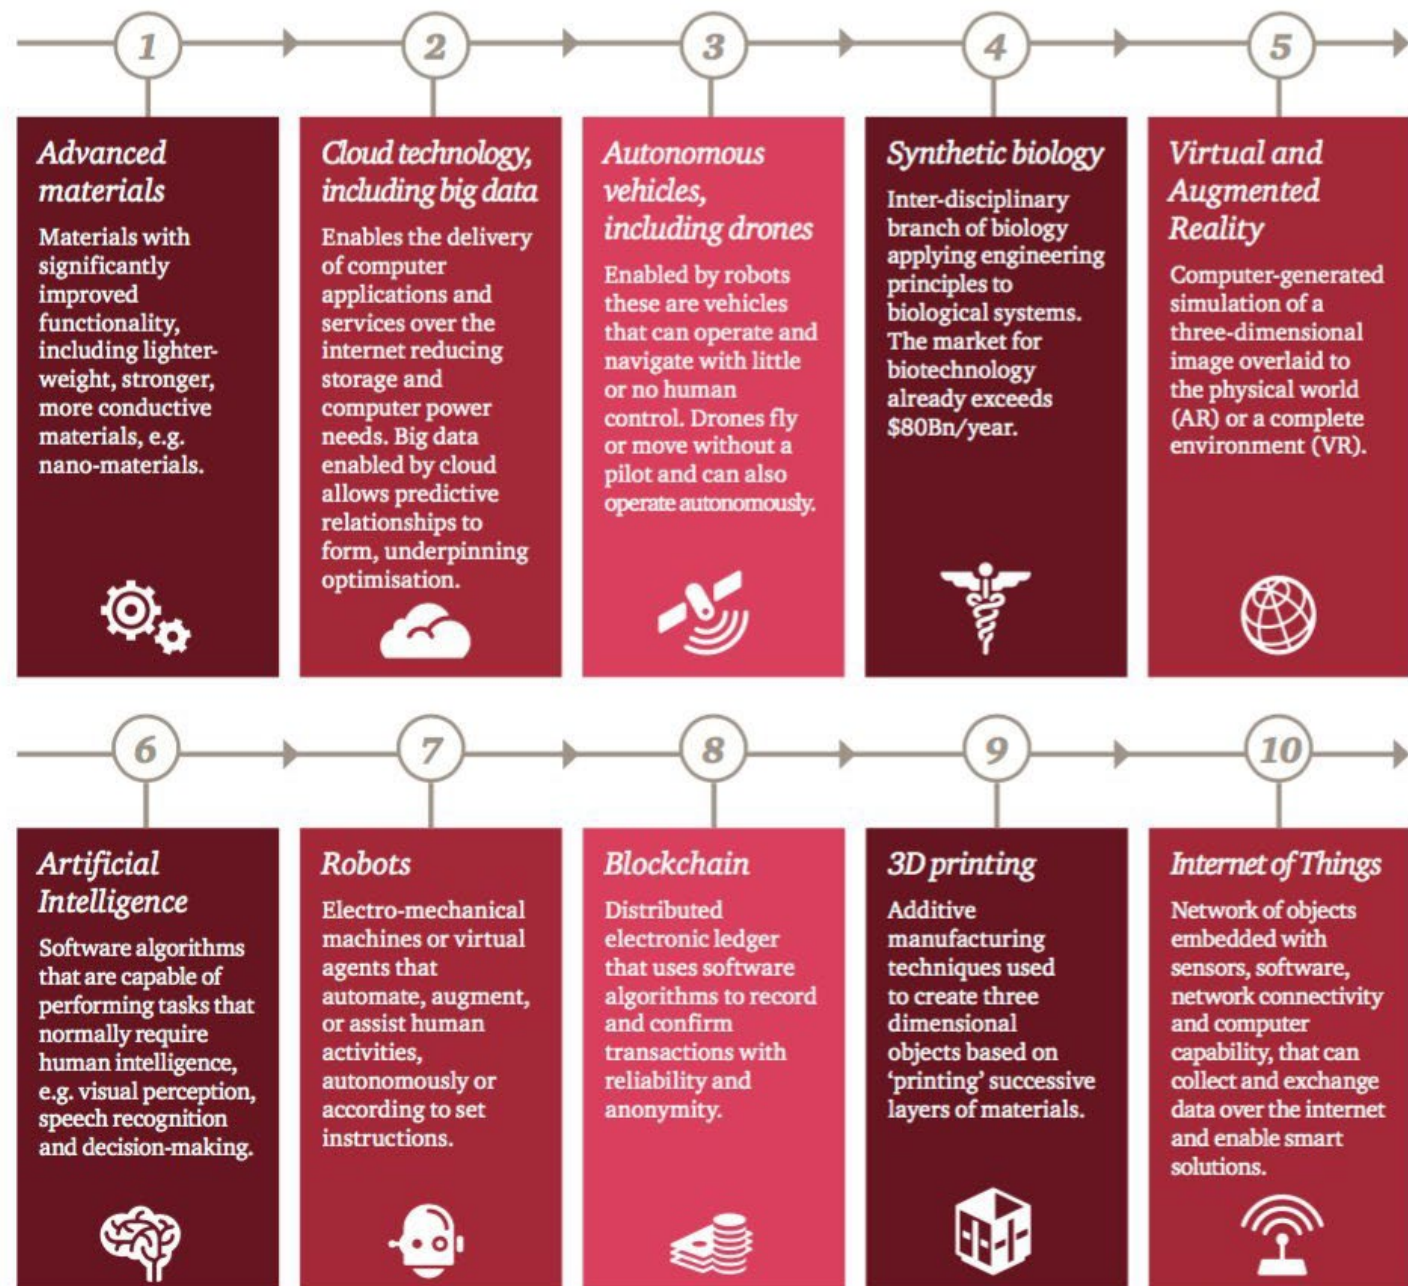 1
2
3
4
5
Advanced
materials
Materials with
significantly
improved
functionality,
including lighter-
weight, stronger,
more conductive
materials, e.g.
nano-materials.
Cloud technology,
including big data
Enables the delivery
of computer
applications and
services over the
internet reducing
storage and
computer power
needs. Big data
enabled by cloud
allows predictive
relationships to
form, underpinning
optimisation.
Autonomous
vehicles,
including drones
Enabled by robots
these are vehicles
that can operate and
navigate with little
or no human
control. Drones fly
or move without a
pilot and can also
operate autonomously.
Synthetic biology
Inter-disciplinary
branch of biology
applying engineering
principles to
biological systems.
The market for
biotechnology
already exceeds
$80Bn/year.
Virtual and
Augmented
Reality
Computer-generated
simulation of a
three-dimensional
image overlaid to
the physical world
(AR) or a complete
environment (VR).
6
7
8
9
10
Artificial
Intelligence
Software algorithms
that are capable of
performing tasks that
normally require
human intelligence,
e.g. visual perception,
speech recognition
and decision-making.
Robots
Electro-mechanical
machines or virtual
agents that
automate, augment,
or assist human
activities,
autonomously or
according to set
instructions.
Blockchain
Distributed
electronic ledger
that uses software
algorithms to record
and confirm
transactions with
reliability and
anonymity.
3D printing
Additive
manufacturing
techniques used
to create three
dimensional
objects based on
‘printing’ successive
layers of materials.
Internet of Things
Network of objects
embedded with
sensors, software,
network connectivity
and computer
capability, that can
collect and exchange
data over the internet
and enable smart
solutions.